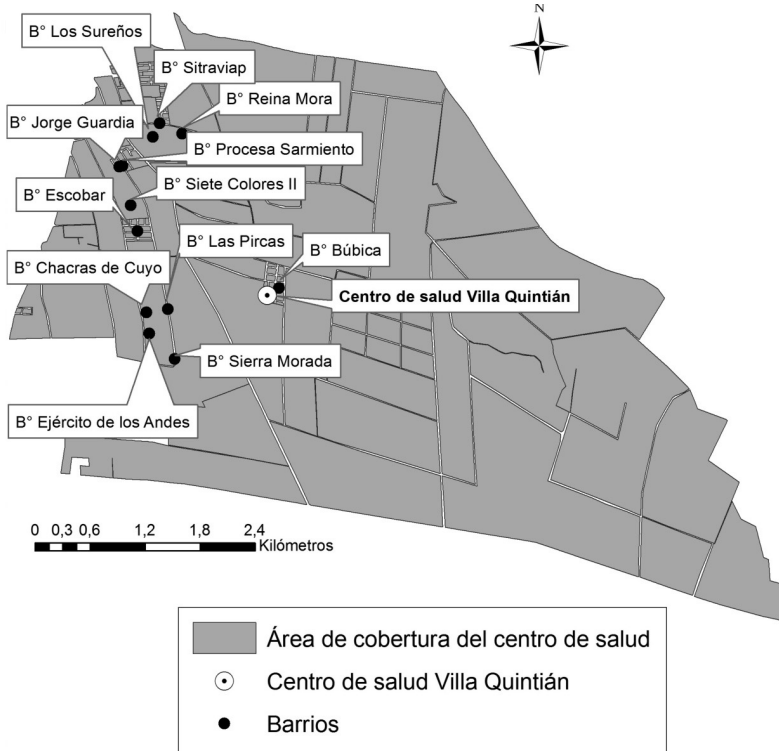 N
B° Los Sureños
B° Sitraviap
B° Reina Mora
B° Jorge Guardia
B° Procesa Sarmiento
B° Siete Colores II
B° Escobar
B° Las Pircas
B° Búbica
B° Chacras de Cuyo
Centro de salud Villa Quintián
B° Sierra Morada
B° Ejército de los Andes
0 0,3 0,6 1,2 1,8 2,4
Kilómetros
Área de cobertura del centro de salud
Centro de salud Villa Quintián
Barrios